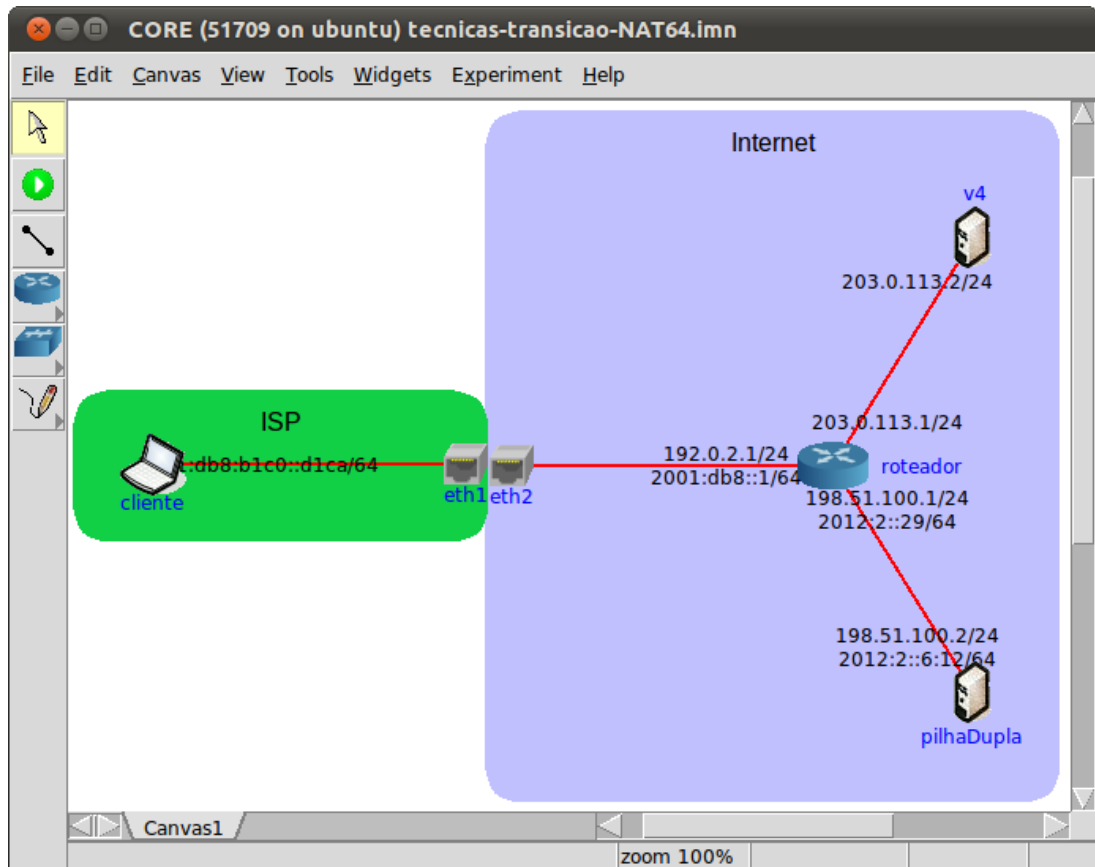 CORE (51709 on ubuntu) tecnicas-transicao-NAT64.imn
File Edit Canvas View Tools Widgets Experiment Help
Internet
v4
203.0.113.2/24
ISP
:db8:b1c0::d1ca/64
cliente
eth1
eth2
203.0.113.1/24
192.0.2.1/24
2001:db8::1/64
roteador
198.51.100.1/24
2012:2::29/64
198.51.100.2/24
2012:2::6:12/64
pilhaDupla
Canvas1
zoom 100%